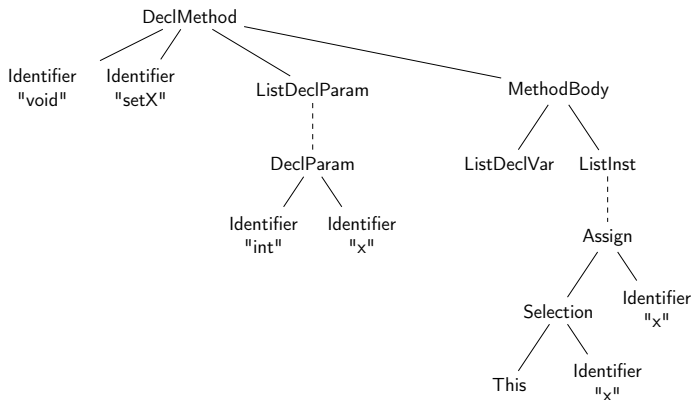 DeclMethod
Identifier
"void"
Identifier
"setX"
ListDeclParam
MethodBody
DeclParam
ListDeclVar
ListInst
Identifier
"int"
Identifier
"x"
Assign
Selection
Identifier
"x"
This
Identifier
"x"